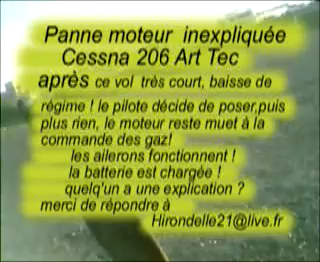 Panne moteur inexpliquée
Cessna 206 Art Tec
après ce vol très court, baisse de
régime ! le pilote décide de poser,puis
plus rien, le moteur reste muet à la
commande des gaz!
les ailerons fonctionnent !
la batterie est chargée !
quelq'un a une explication ?
merci de répondre à
Hirondelle21@live.fr